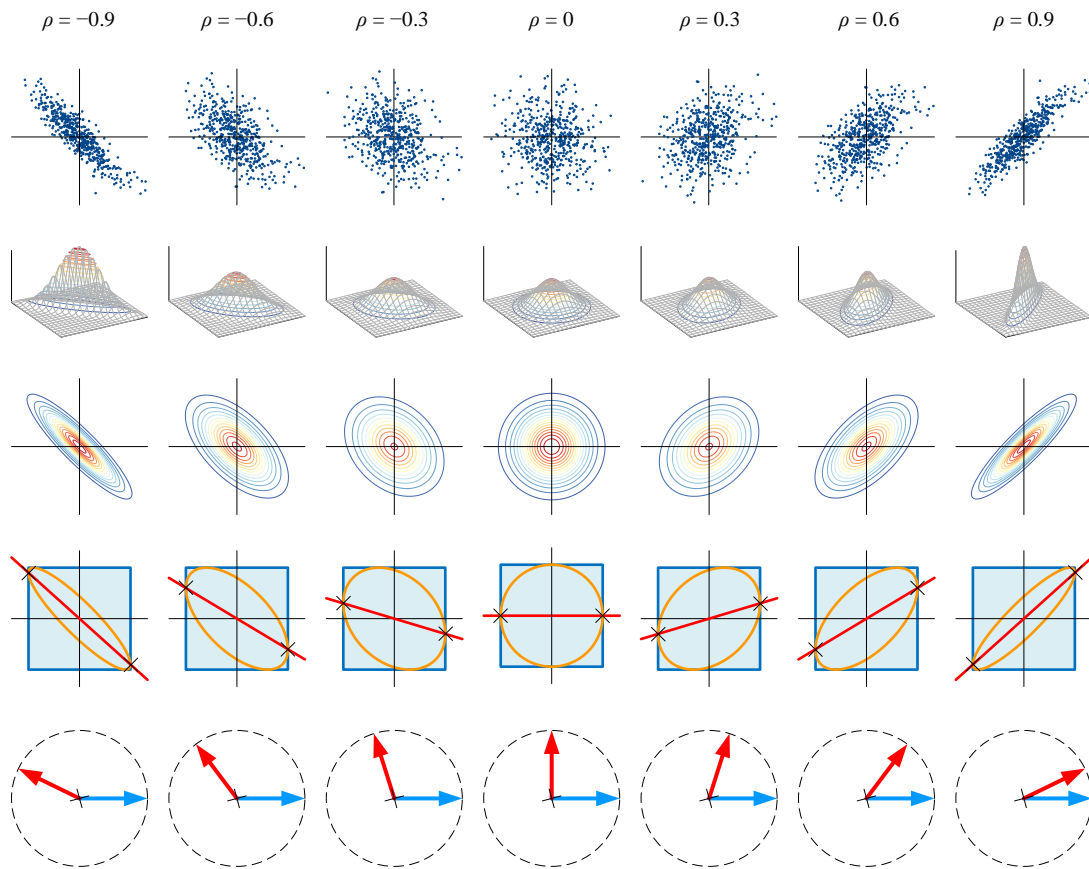 ρ = −0.9 ρ = −0.6 ρ = −0.3 ρ = 0 ρ = 0.3 ρ = 0.6 ρ = 0.9